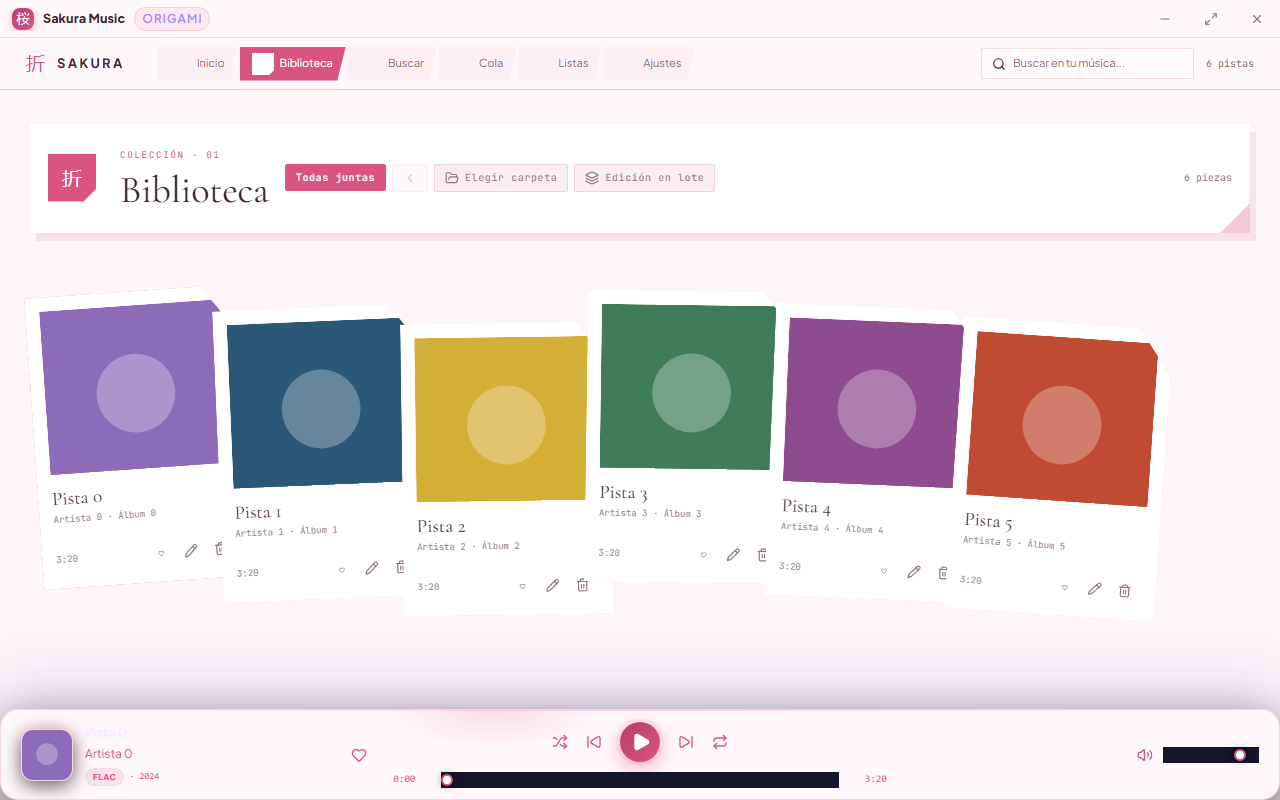 桜 Sakura Music ORIGAMI
折 SAKURA Inicio Biblioteca Buscar Cola Listas Ajustes Buscar en tu música... 6 pistas
COLECCIÓN · 01
折 Biblioteca Todas juntas Elegir carpeta Edición en lote 6 piezas
Pista 0
Artista 0 · Álbum 0
3:20
Pista 1
Artista 1 · Álbum 1
3:20
Pista 2
Artista 2 · Álbum 2
3:20
Pista 3
Artista 3 · Álbum 3
3:20
Pista 4
Artista 4 · Álbum 4
3:20
Pista 5
Artista 5 · Álbum 5
3:20
Pista 0
Artista 0
FLAC · 2024
0:00 3:20